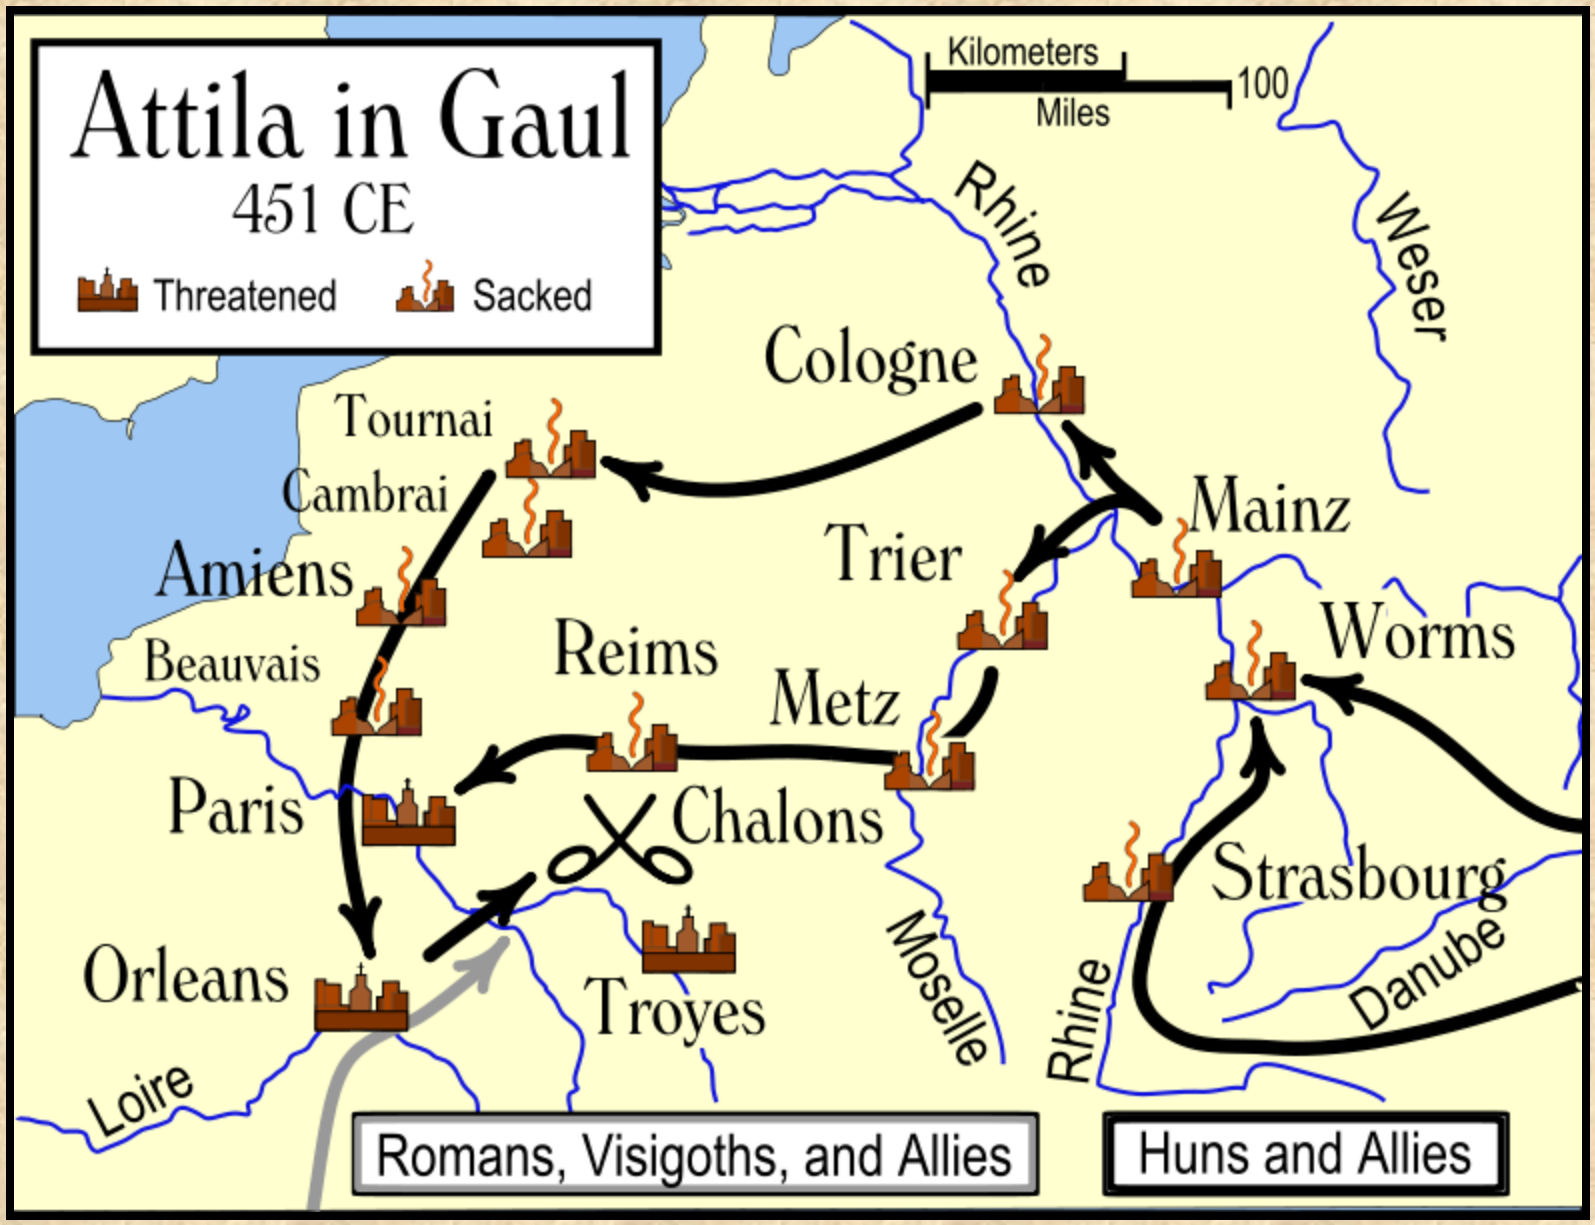 Attila in Gaul
451 CE
Threatened
Sacked
Kilometers
100
Miles
Rhine
Weser
Cologne
Tournai
Cambrai
Mainz
Trier
Amiens
Worms
Reims
Beauvais
Metz
Paris
Chalons
Strasbourg
Orleans
Moselle
Danube
Troyes
Rhine
Loire
Romans, Visigoths, and Allies
Huns and Allies